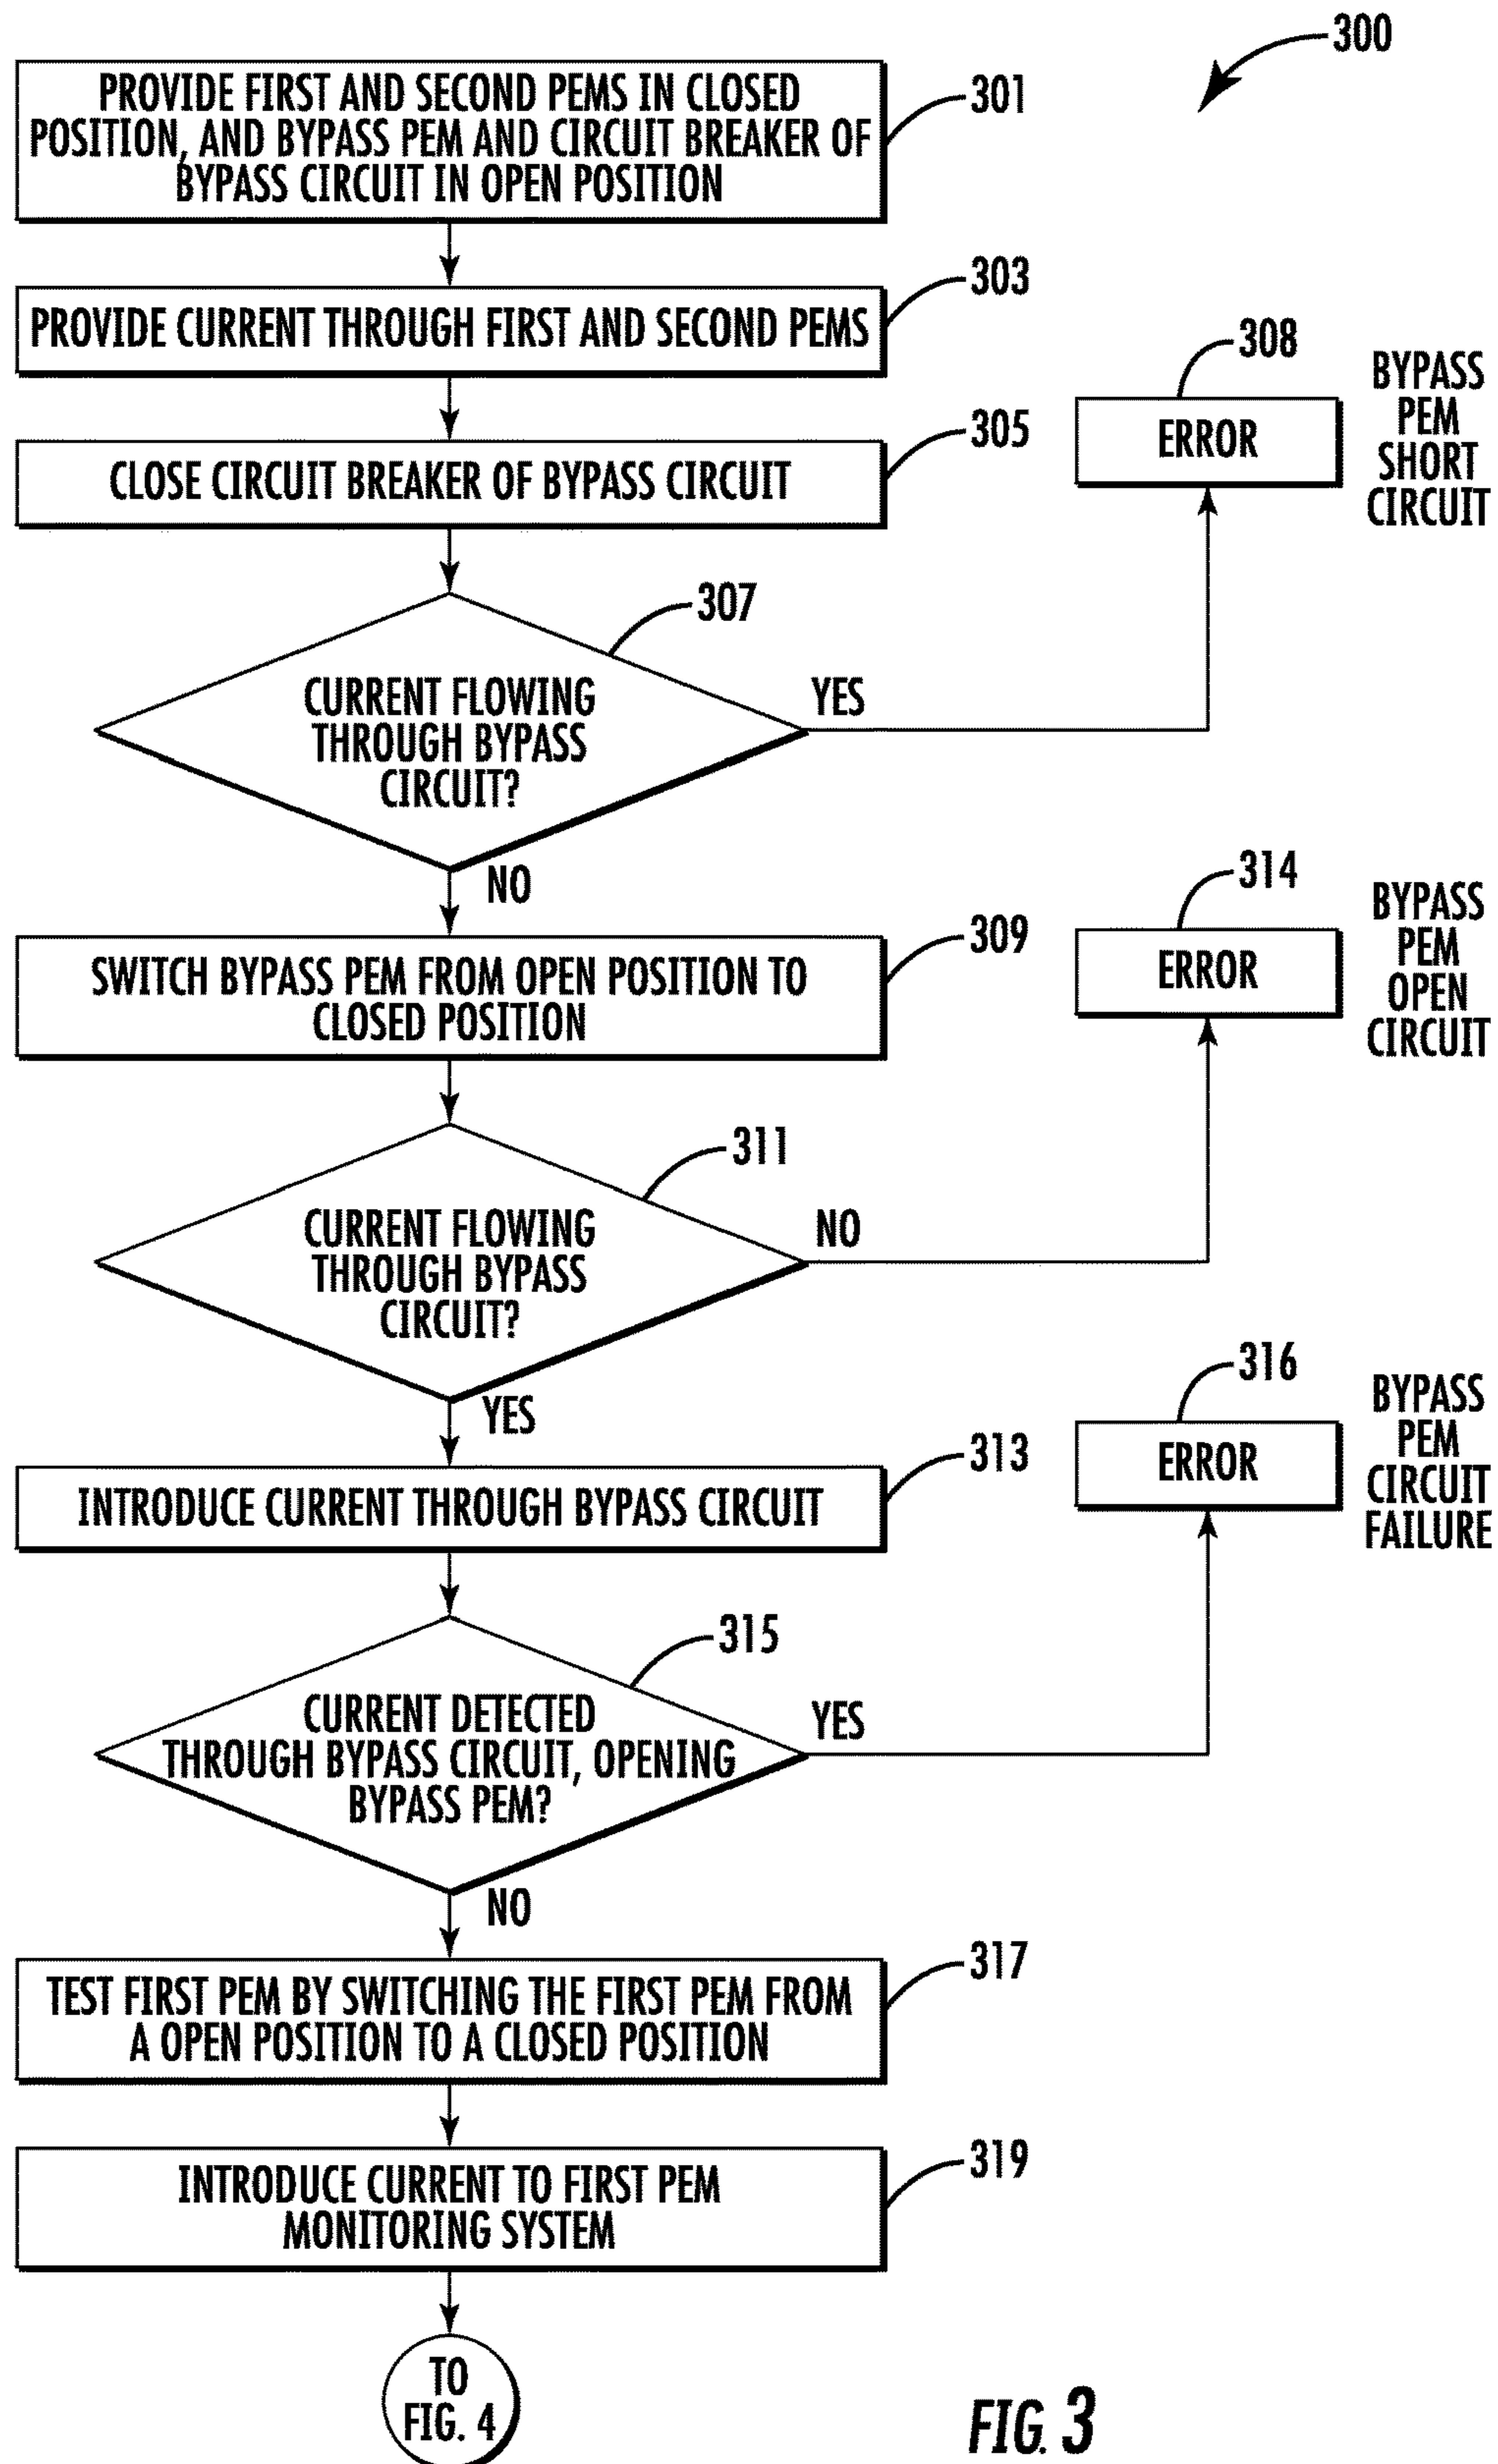 300
PROVIDE FIRST AND SECOND PEMS IN CLOSED
POSITION, AND BYPASS PEM AND CIRCUIT BREAKER OF
BYPASS CIRCUIT IN OPEN POSITION
301
PROVIDE CURRENT THROUGH FIRST AND SECOND PEMS
303
CLOSE CIRCUIT BREAKER OF BYPASS CIRCUIT
305
308
ERROR
BYPASS
PEM
SHORT
CIRCUIT
307
CURRENT FLOWING
THROUGH BYPASS
CIRCUIT?
YES
NO
SWITCH BYPASS PEM FROM OPEN POSITION TO
CLOSED POSITION
309
314
ERROR
BYPASS
PEM
OPEN
CIRCUIT
311
CURRENT FLOWING
THROUGH BYPASS
CIRCUIT?
NO
YES
INTRODUCE CURRENT THROUGH BYPASS CIRCUIT
313
316
ERROR
BYPASS
PEM
CIRCUIT
FAILURE
315
CURRENT DETECTED
THROUGH BYPASS CIRCUIT, OPENING
BYPASS PEM?
YES
NO
TEST FIRST PEM BY SWITCHING THE FIRST PEM FROM
A OPEN POSITION TO A CLOSED POSITION
317
INTRODUCE CURRENT TO FIRST PEM
MONITORING SYSTEM
319
TO
FIG. 4
FIG. 3